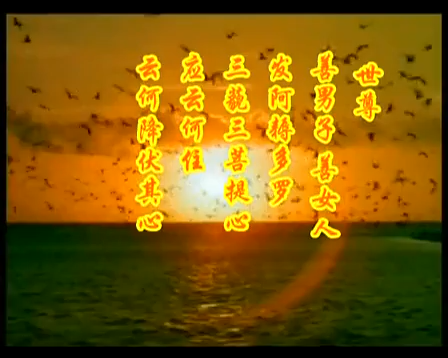 世尊
善男子善女人
发阿耨多罗
三藐三菩提心
应云何住
云何降伏其心